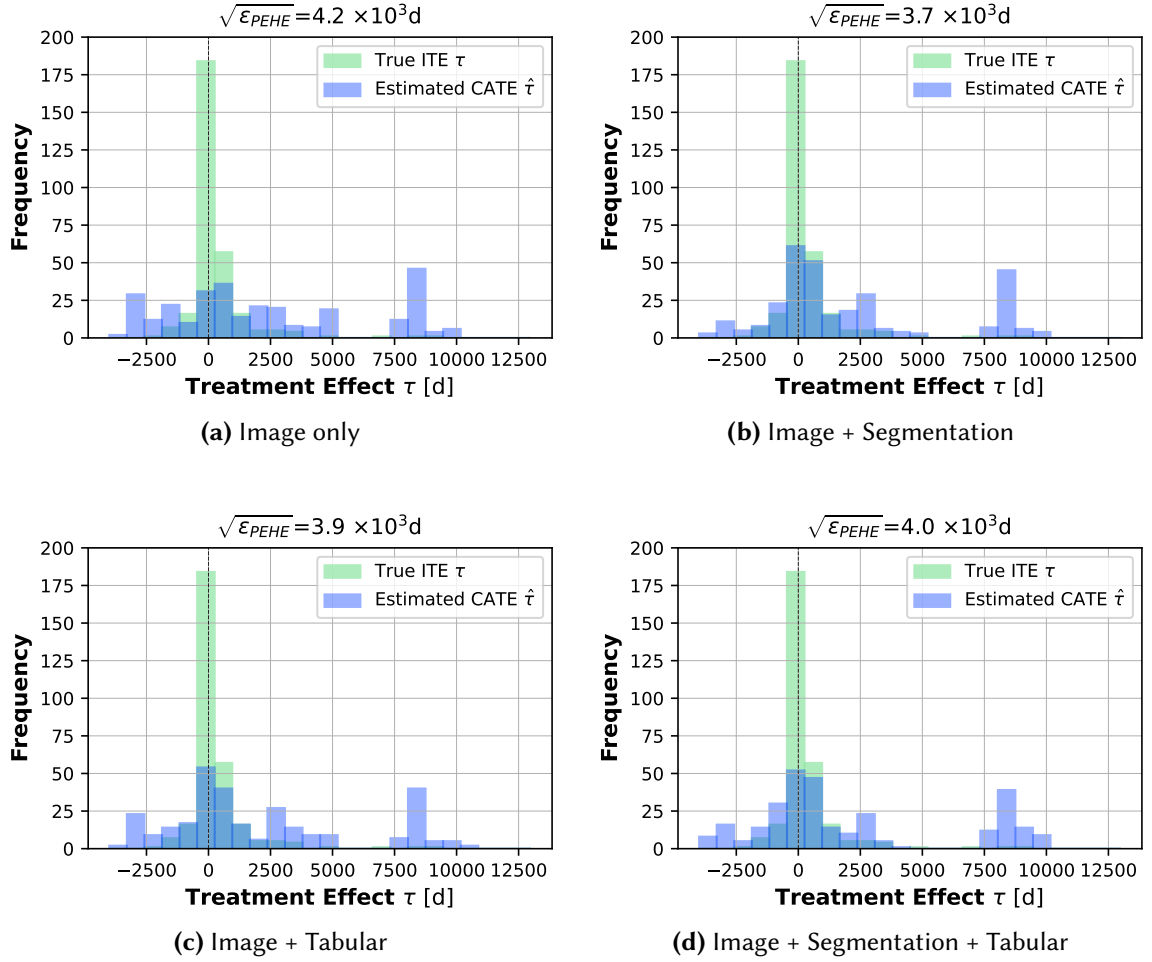 √ε_PEHE=4.2 ×10³d
200
175
150
125
100
75
50
25
0
Frequency
True ITE τ
Estimated CATE τ̂
−2500 0 2500 5000 7500 10000 12500
Treatment Effect τ [d]
(a) Image only
√ε_PEHE=3.7 ×10³d
200
175
150
125
100
75
50
25
0
Frequency
True ITE τ
Estimated CATE τ̂
−2500 0 2500 5000 7500 10000 12500
Treatment Effect τ [d]
(b) Image + Segmentation
√ε_PEHE=3.9 ×10³d
200
175
150
125
100
75
50
25
0
Frequency
True ITE τ
Estimated CATE τ̂
−2500 0 2500 5000 7500 10000 12500
Treatment Effect τ [d]
(c) Image + Tabular
√ε_PEHE=4.0 ×10³d
200
175
150
125
100
75
50
25
0
Frequency
True ITE τ
Estimated CATE τ̂
−2500 0 2500 5000 7500 10000 12500
Treatment Effect τ [d]
(d) Image + Segmentation + Tabular